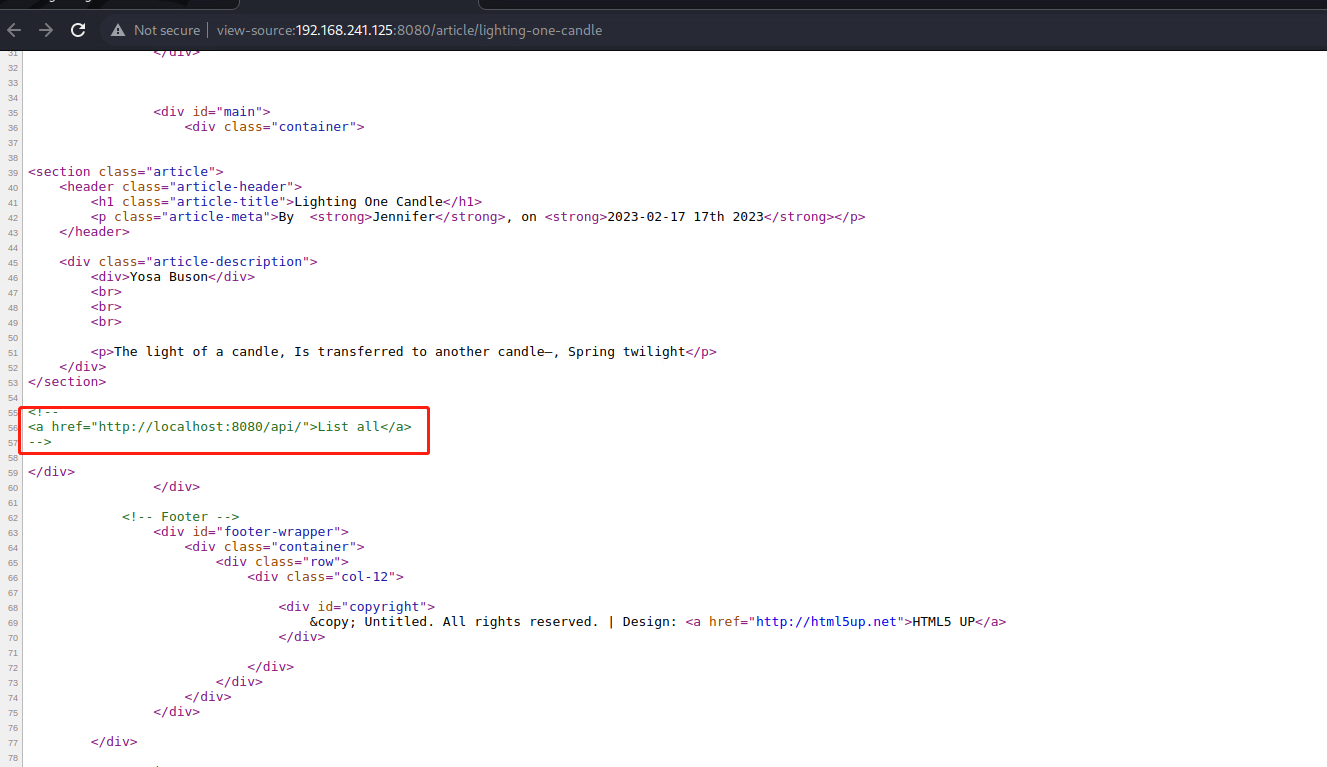 Not secure | view-source:192.168.241.125:8080/article/lighting-one-candle
31 </div>
32
33
34
35 <div id="main">
36 <div class="container">
37
38
39 <section class="article">
40 <header class="article-header">
41 <h1 class="article-title">Lighting One Candle</h1>
42 <p class="article-meta">By  <strong>Jennifer</strong>, on <strong>2023-02-17 17th 2023</strong></p>
43 </header>
44
45 <div class="article-description">
46 <div>Yosa Buson</div>
47 <br>
48 <br>
49 <br>
50
51 <p>The light of a candle, Is transferred to another candle—, Spring twilight</p>
52 </div>
53 </section>
54
55 <!--
56 <a href="http://localhost:8080/api/">List all</a>
57 -->
58
59 </div>
60 </div>
61
62 <!-- Footer -->
63 <div id="footer-wrapper">
64 <div class="container">
65 <div class="row">
66 <div class="col-12">
67
68 <div id="copyright">
69 &copy; Untitled. All rights reserved. | Design: <a href="http://html5up.net">HTML5 UP</a>
70 </div>
71
72 </div>
73 </div>
74 </div>
75 </div>
76
77 </div>
78